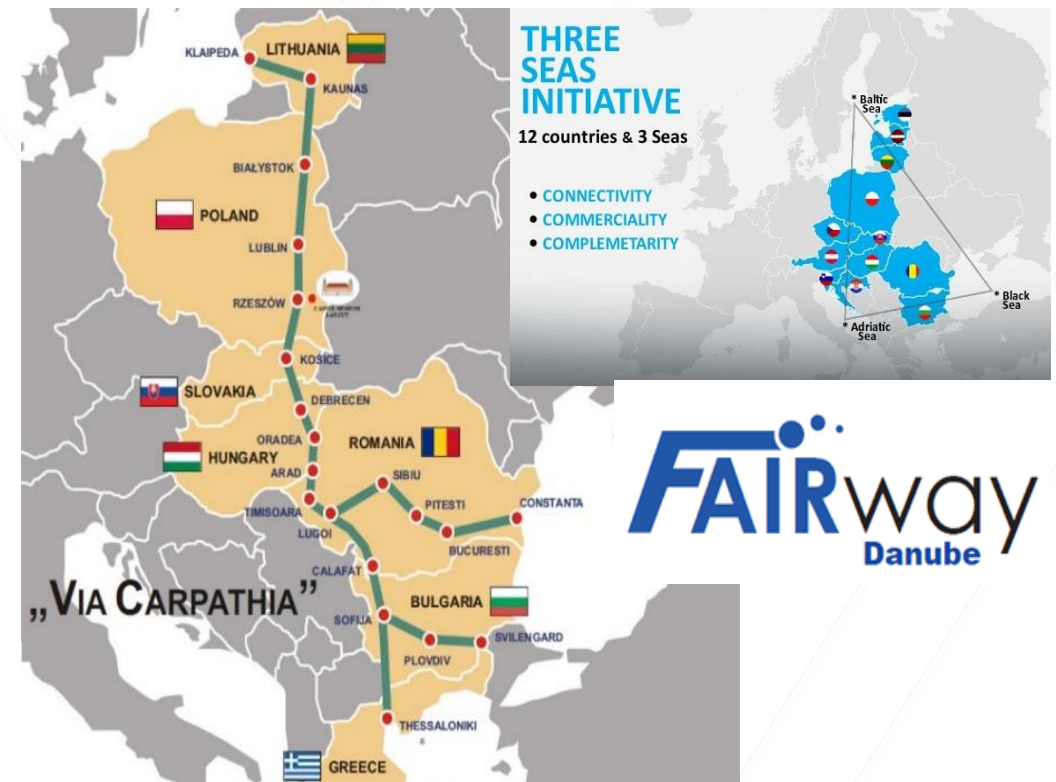 KLAIPEDA
LITHUANIA
KAUNAS
BIAŁYSTOK
POLAND
LUBLIN
RZESZÓW
KOSICE
SLOVAKIA
DEBRECEN
ORADEA
ROMANIA
HUNGARY
ARAD
SIBIU
TIMISOARA
PITESTI
CONSTANTA
LUGOI
BUCURESTI
CALAFAT
„VIA CARPATHIA”
BULGARIA
SOFIJA
SVILENGARD
PLOVDIV
THESSALONIKI
GREECE
THREE
SEAS
INITIATIVE
12 countries & 3 Seas
• CONNECTIVITY
• COMMERCIALITY
• COMPLEMETARITY
* Baltic
Sea
* Black
Sea
* Adriatic
Sea
FAIRway
Danube